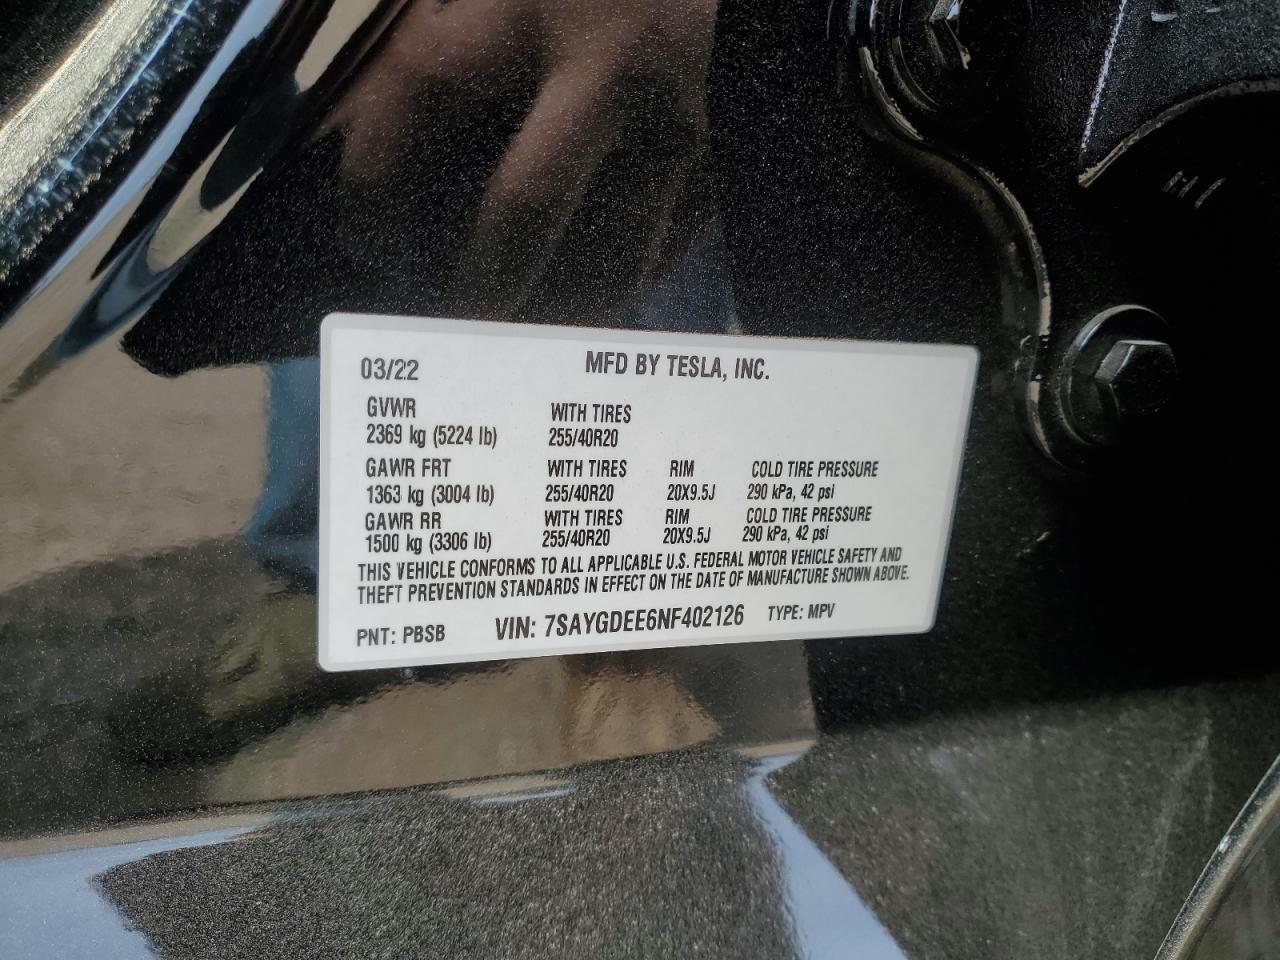 03/22 MFD BY TESLA, INC.
GVWR WITH TIRES
2369 kg (5224 lb) 255/40R20
GAWR FRT WITH TIRES RIM COLD TIRE PRESSURE
1363 kg (3004 lb) 255/40R20 20X9.5J 290 kPa, 42 psi
GAWR RR WITH TIRES RIM COLD TIRE PRESSURE
1500 kg (3306 lb) 255/40R20 20X9.5J 290 kPa, 42 psi
THIS VEHICLE CONFORMS TO ALL APPLICABLE U.S. FEDERAL MOTOR VEHICLE SAFETY AND
THEFT PREVENTION STANDARDS IN EFFECT ON THE DATE OF MANUFACTURE SHOWN ABOVE.
PNT: PBSB VIN: 7SAYGDEE6NF402126 TYPE: MPV